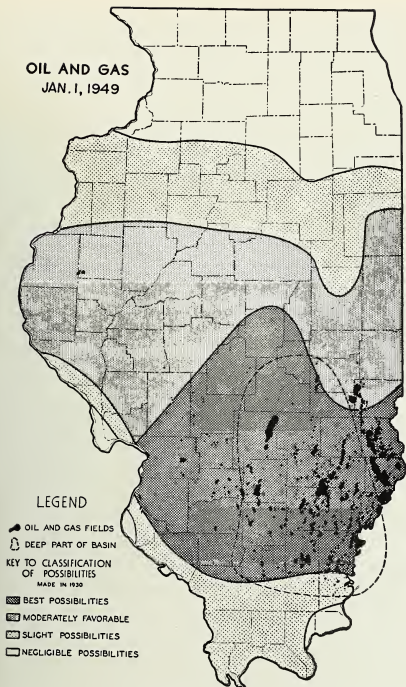 OIL AND GAS
JAN. 1, 1949
LEGEND
OIL AND GAS FIELDS
DEEP PART OF BASIN
KEY TO CLASSIFICATION
OF POSSIBILITIES
MADE IN 1930
BEST POSSIBILITIES
MODERATELY FAVORABLE
SLIGHT POSSIBILITIES
NEGLIGIBLE POSSIBILITIES